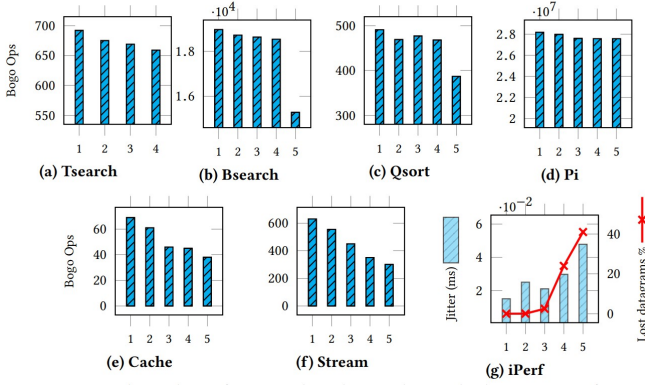 Bogo Ops
700
650
600
550
1 2 3 4
(a) Tsearch
·10⁴
1.8
1.6
1 2 3 4 5
(b) Bsearch
500
400
300
1 2 3 4 5
(c) Qsort
·10⁷
2.8
2.6
2.4
2.2
2
1 2 3 4 5
(d) Pi
Bogo Ops
60
40
20
0
1 2 3 4 5
(e) Cache
600
400
200
0
1 2 3 4 5
(f) Stream
Jitter (ms)
·10⁻²
6
4
2
40
20
0
Lost datagrams %
1 2 3 4 5
(g) iPerf